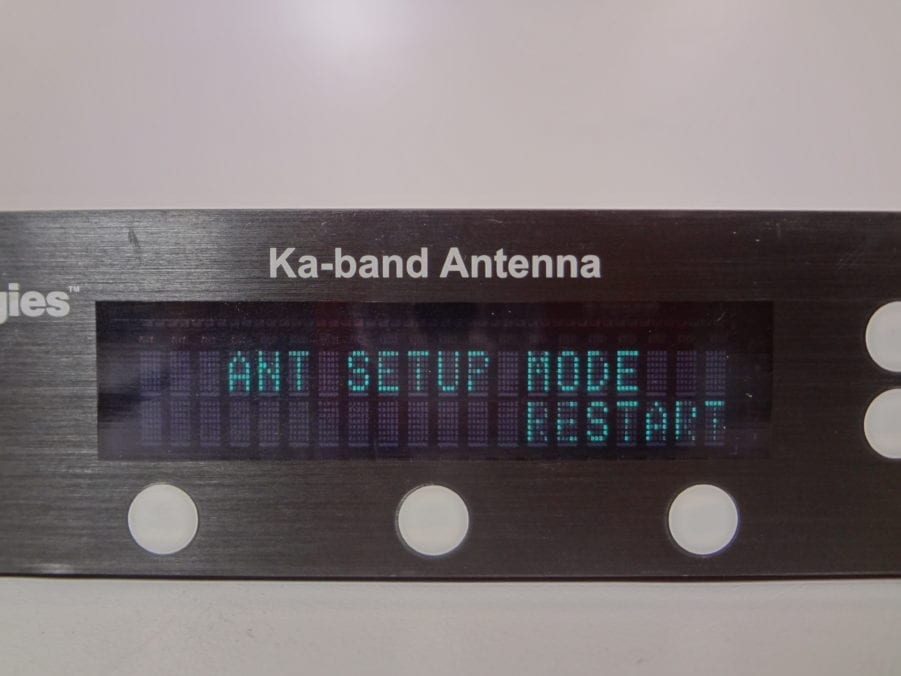 Ka-band Antenna
gies™
ANT SETUP MODE
RESTART